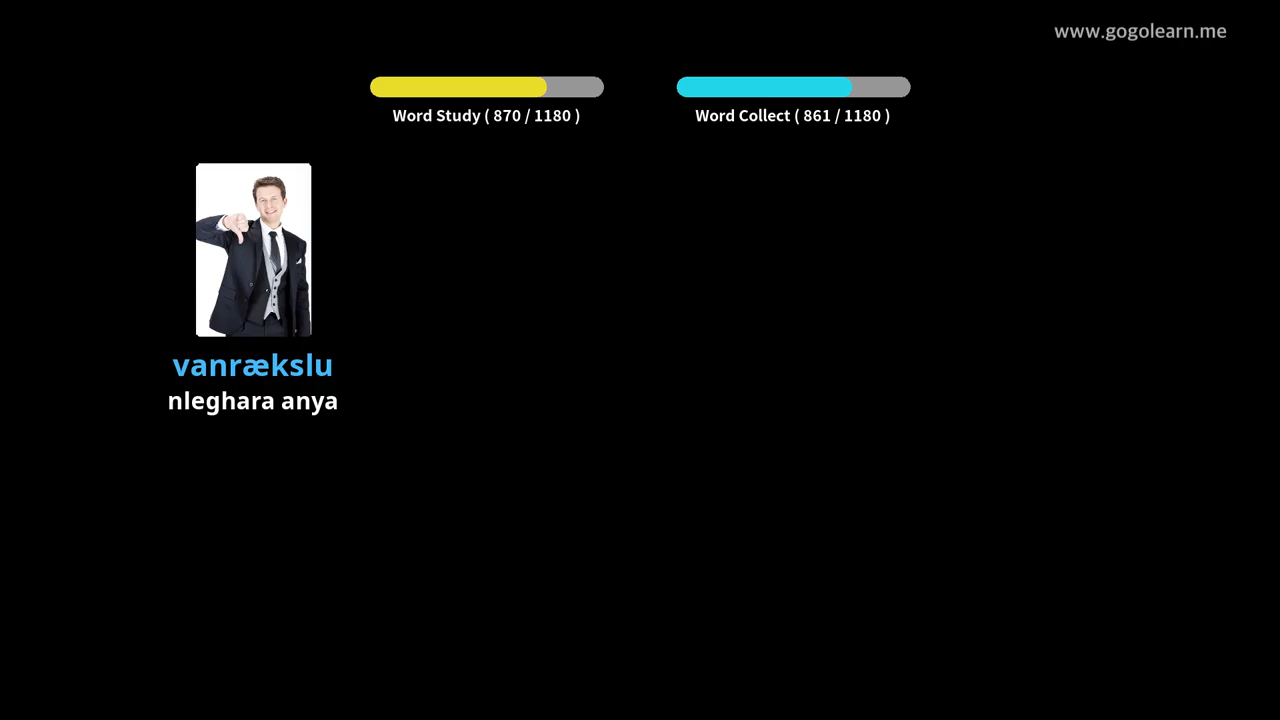 www.gogolearn.me
Word Study ( 870 / 1180 )
Word Collect ( 861 / 1180 )
vanrækslu
nleghara anya